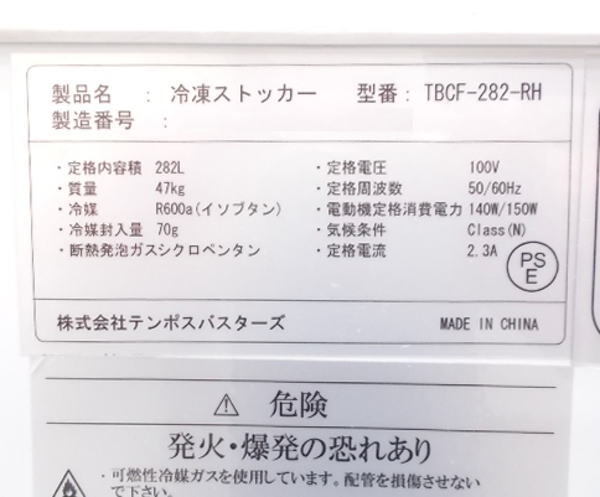 製品名 : 冷凍ストッカー 型番: TBCF-282-RH
製造番号 :
・定格内容積 282L ・定格電圧 100V
・質量 47kg ・定格周波数 50/60Hz
・冷媒 R600a(イソブタン) ・電動機定格消費電力 140W/150W
・冷媒封入量 70g ・気候条件 Class(N)
・断熱発泡ガスシクロペンタン ・定格電流 2.3A
PS
E
株式会社テンポスバスターズ MADE IN CHINA
⚠ 危険
発火・爆発の恐れあり
・可燃性冷媒ガスを使用しています。配管を損傷させない
で下さい。